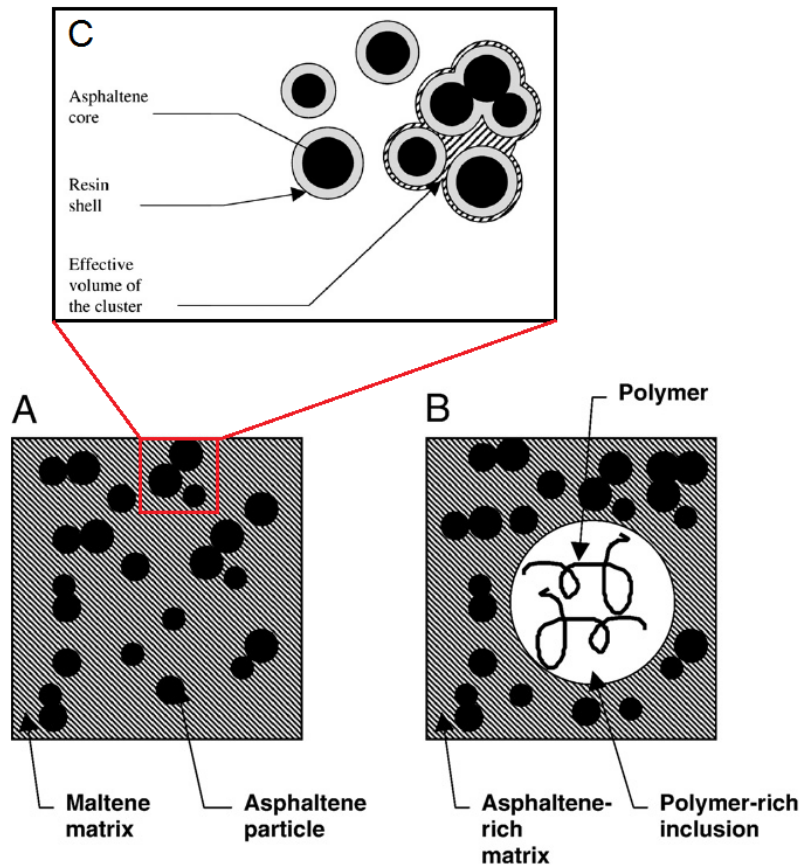 C
Asphaltene
core
Resin
shell
Effective
volume of
the cluster
A
B
Polymer
Maltene
matrix
Asphaltene
particle
Asphaltene-
rich
matrix
Polymer-rich
inclusion